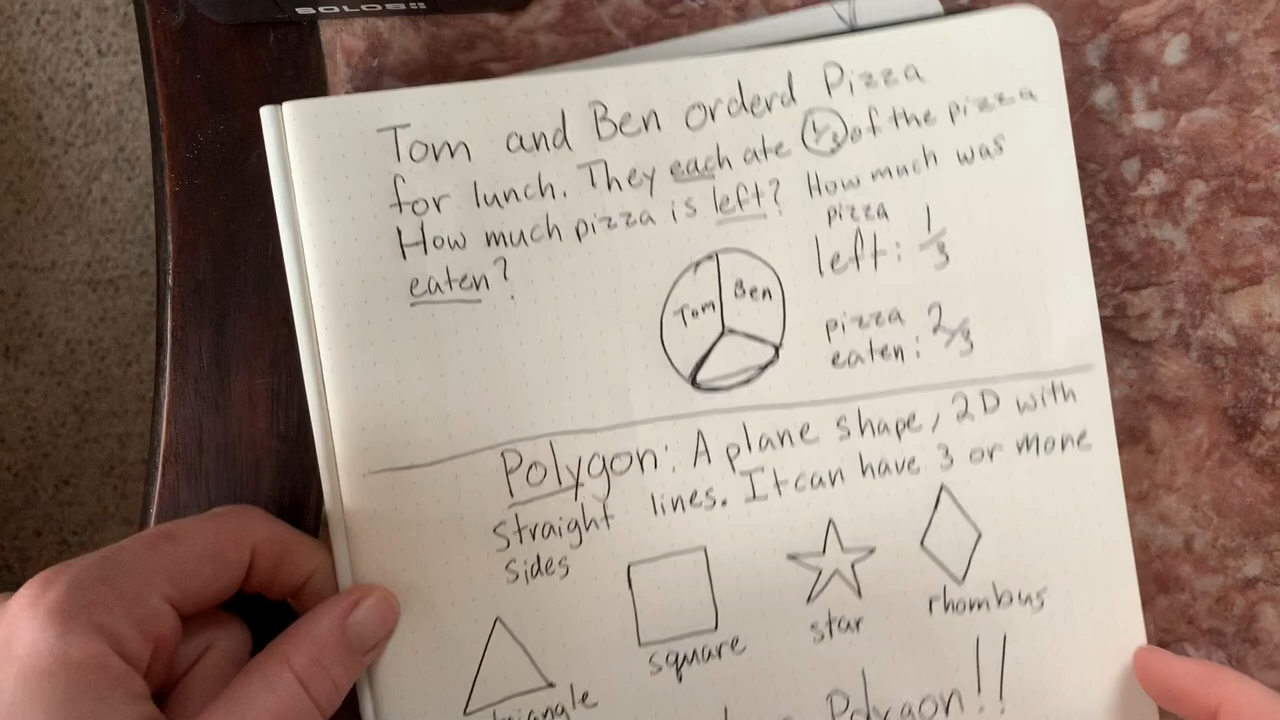 SOLOS
Tom and Ben orderd Pizza
for lunch. They each ate 1/3 of the pizza
How much pizza is left? How much was
eaten?
pizza
left: 1/3
Tom Ben
pizza
eaten: 2/3
Polygon: A plane shape, 2D with
straight lines. It can have 3 or more
sides
square
star
rhombus
triangle
Polygon!!